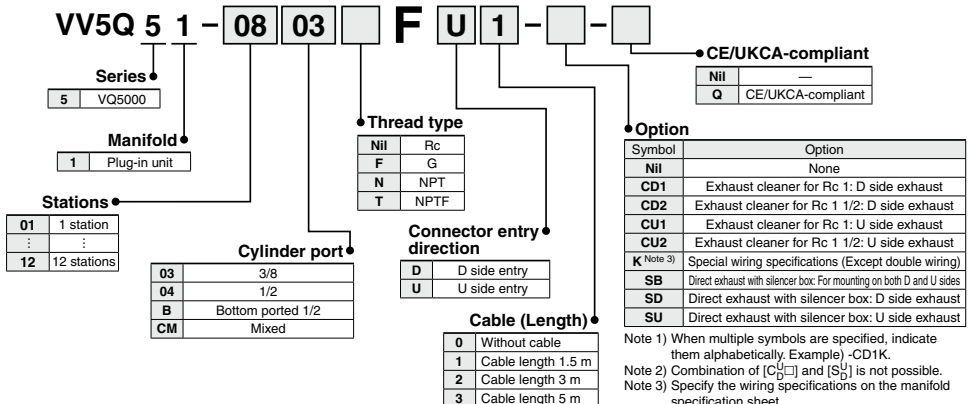 VV5Q 5 1 - 08 03 F U 1 - -
CE/UKCA-compliant
Nil —
Q CE/UKCA-compliant
Series
5 VQ5000
Manifold
1 Plug-in unit
Stations
01 1 station
⋮ ⋮
12 12 stations
Thread type
Nil Rc
F G
N NPT
T NPTF
Cylinder port
03 3/8
04 1/2
B Bottom ported 1/2
CM Mixed
Connector entry
direction
D D side entry
U U side entry
Cable (Length)
0 Without cable
1 Cable length 1.5 m
2 Cable length 3 m
3 Cable length 5 m
Option
Symbol Option
Nil None
CD1 Exhaust cleaner for Rc 1: D side exhaust
CD2 Exhaust cleaner for Rc 1 1/2: D side exhaust
CU1 Exhaust cleaner for Rc 1: U side exhaust
CU2 Exhaust cleaner for Rc 1 1/2: U side exhaust
K Note 3) Special wiring specifications (Except double wiring)
SB Direct exhaust with silencer box: For mounting on both D and U sides
SD Direct exhaust with silencer box: D side exhaust
SU Direct exhaust with silencer box: U side exhaust
Note 1) When multiple symbols are specified, indicate
them alphabetically. Example) -CD1K.
Note 2) Combination of [C U D □] and [S U D] is not possible.
Note 3) Specify the wiring specifications on the manifold
specification sheet.